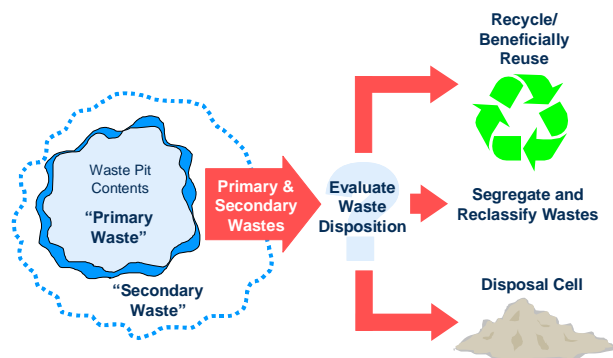 Waste Pit
Contents
“Primary
Waste”
“Secondary
Waste”
Primary &
Secondary
Wastes
Evaluate
Waste
Disposition
Recycle/
Beneficially
Reuse
Segregate and
Reclassify Wastes
Disposal Cell